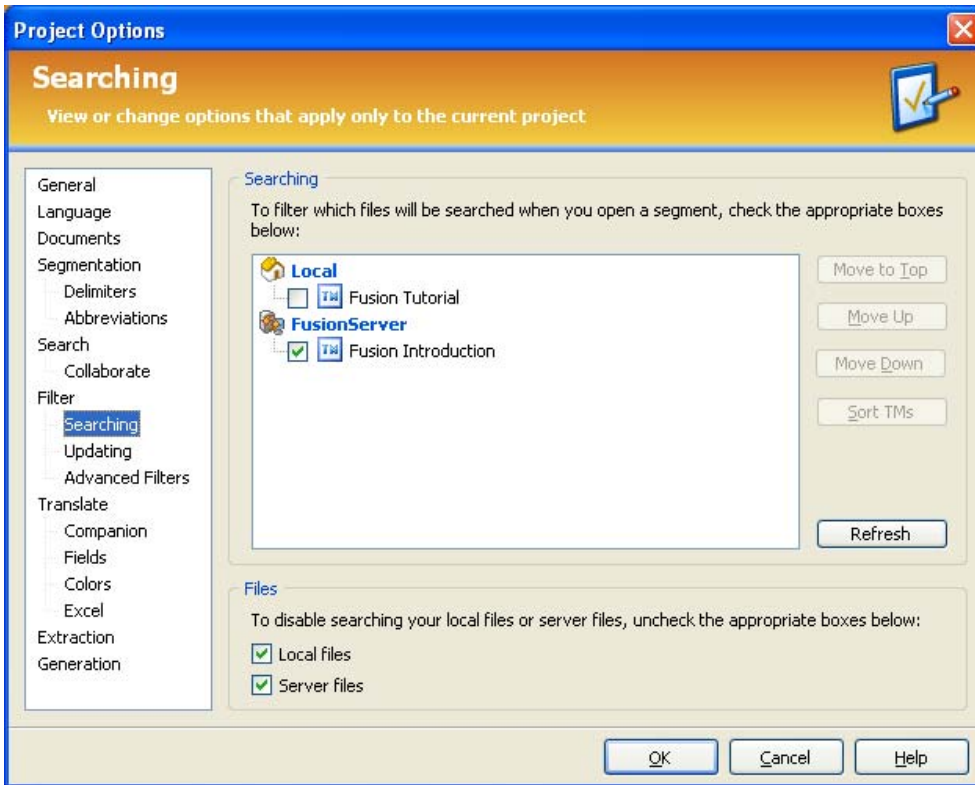 Project Options
Searching
View or change options that apply only to the current project
General
Language
Documents
Segmentation
Delimiters
Abbreviations
Search
Collaborate
Filter
Searching
Updating
Advanced Filters
Translate
Companion
Fields
Colors
Excel
Extraction
Generation
Searching
To filter which files will be searched when you open a segment, check the appropriate boxes
below:
Local
TM Fusion Tutorial
FusionServer
TM Fusion Introduction
Move to Top
Move Up
Move Down
Sort TMs
Refresh
Files
To disable searching your local files or server files, uncheck the appropriate boxes below:
Local files
Server files
OK
Cancel
Help